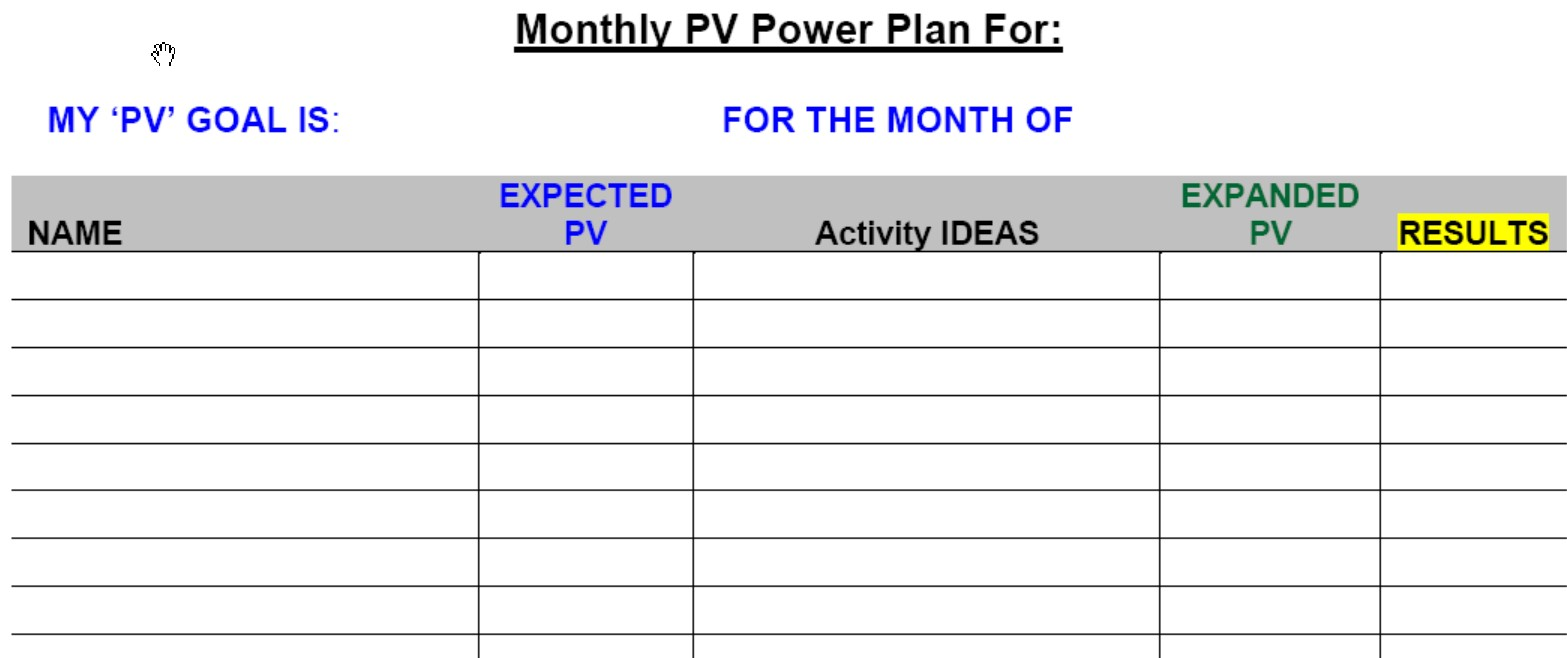 Monthly PV Power Plan For:
MY ‘PV’ GOAL IS: FOR THE MONTH OF
NAME EXPECTED PV Activity IDEAS EXPANDED PV RESULTS